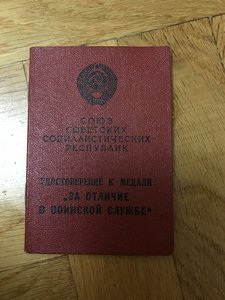 СОЮЗ
СОВЕТСКИХ
СОЦИАЛИСТИЧЕСКИХ
РЕСПУБЛИК
УДОСТОВЕРЕНИЕ К МЕДАЛИ
„ЗА ОТЛИЧИЕ
В ВОИНСКОЙ СЛУЖБЕ"